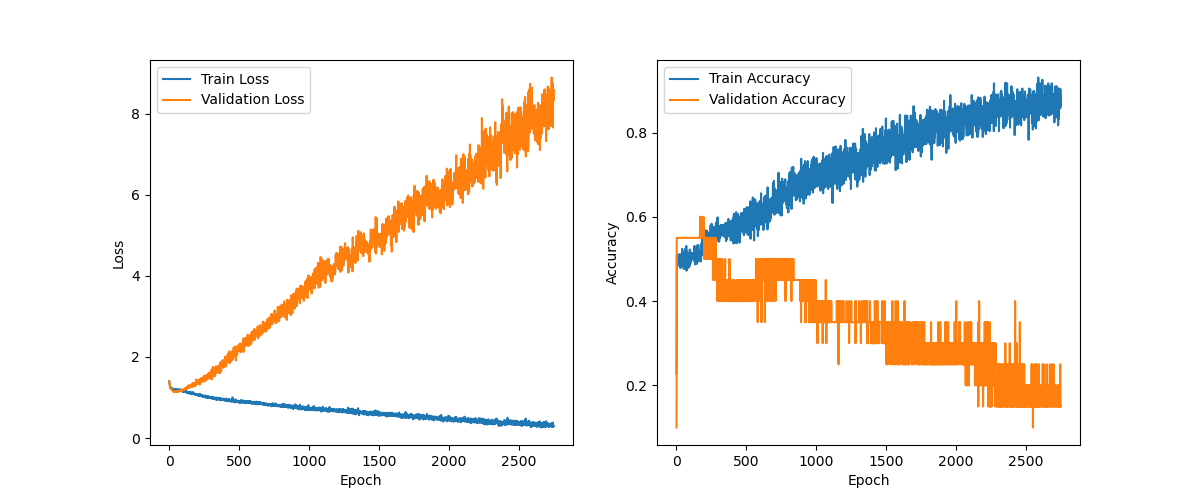 Train Loss
Validation Loss
Loss
8
6
4
2
0
0 500 1000 1500 2000 2500
Epoch
Train Accuracy
Validation Accuracy
Accuracy
0.8
0.6
0.4
0.2
0 500 1000 1500 2000 2500
Epoch